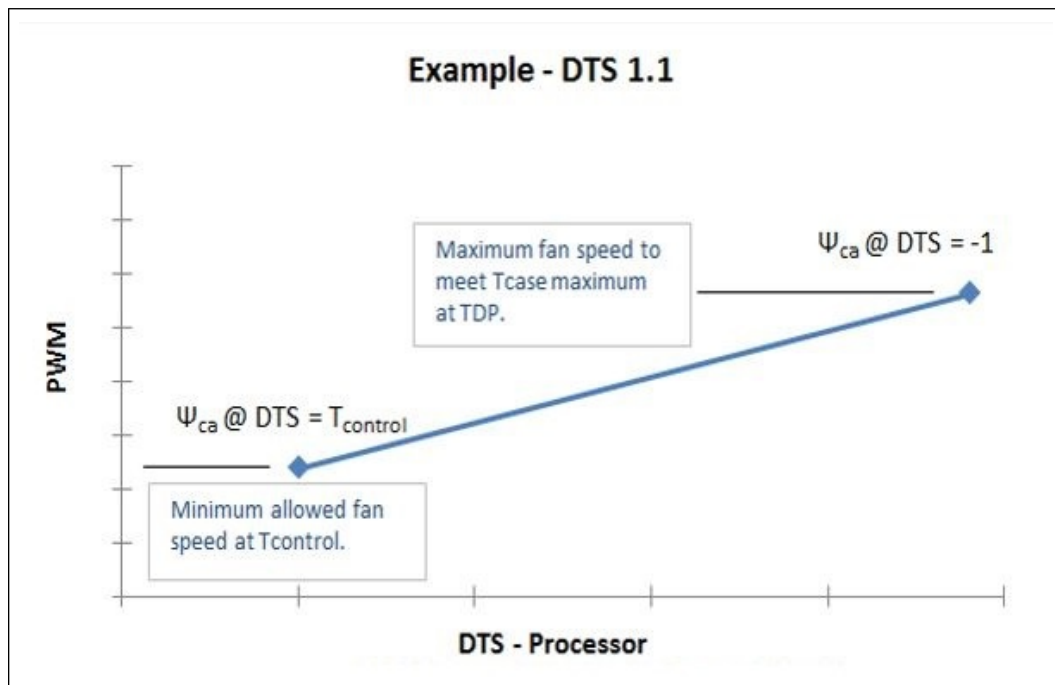 Example - DTS 1.1
Ψca @ DTS = -1
Maximum fan speed to
meet Tcase maximum
at TDP.
PWM
Ψca @ DTS = Tcontrol
Minimum allowed fan
speed at Tcontrol.
DTS - Processor